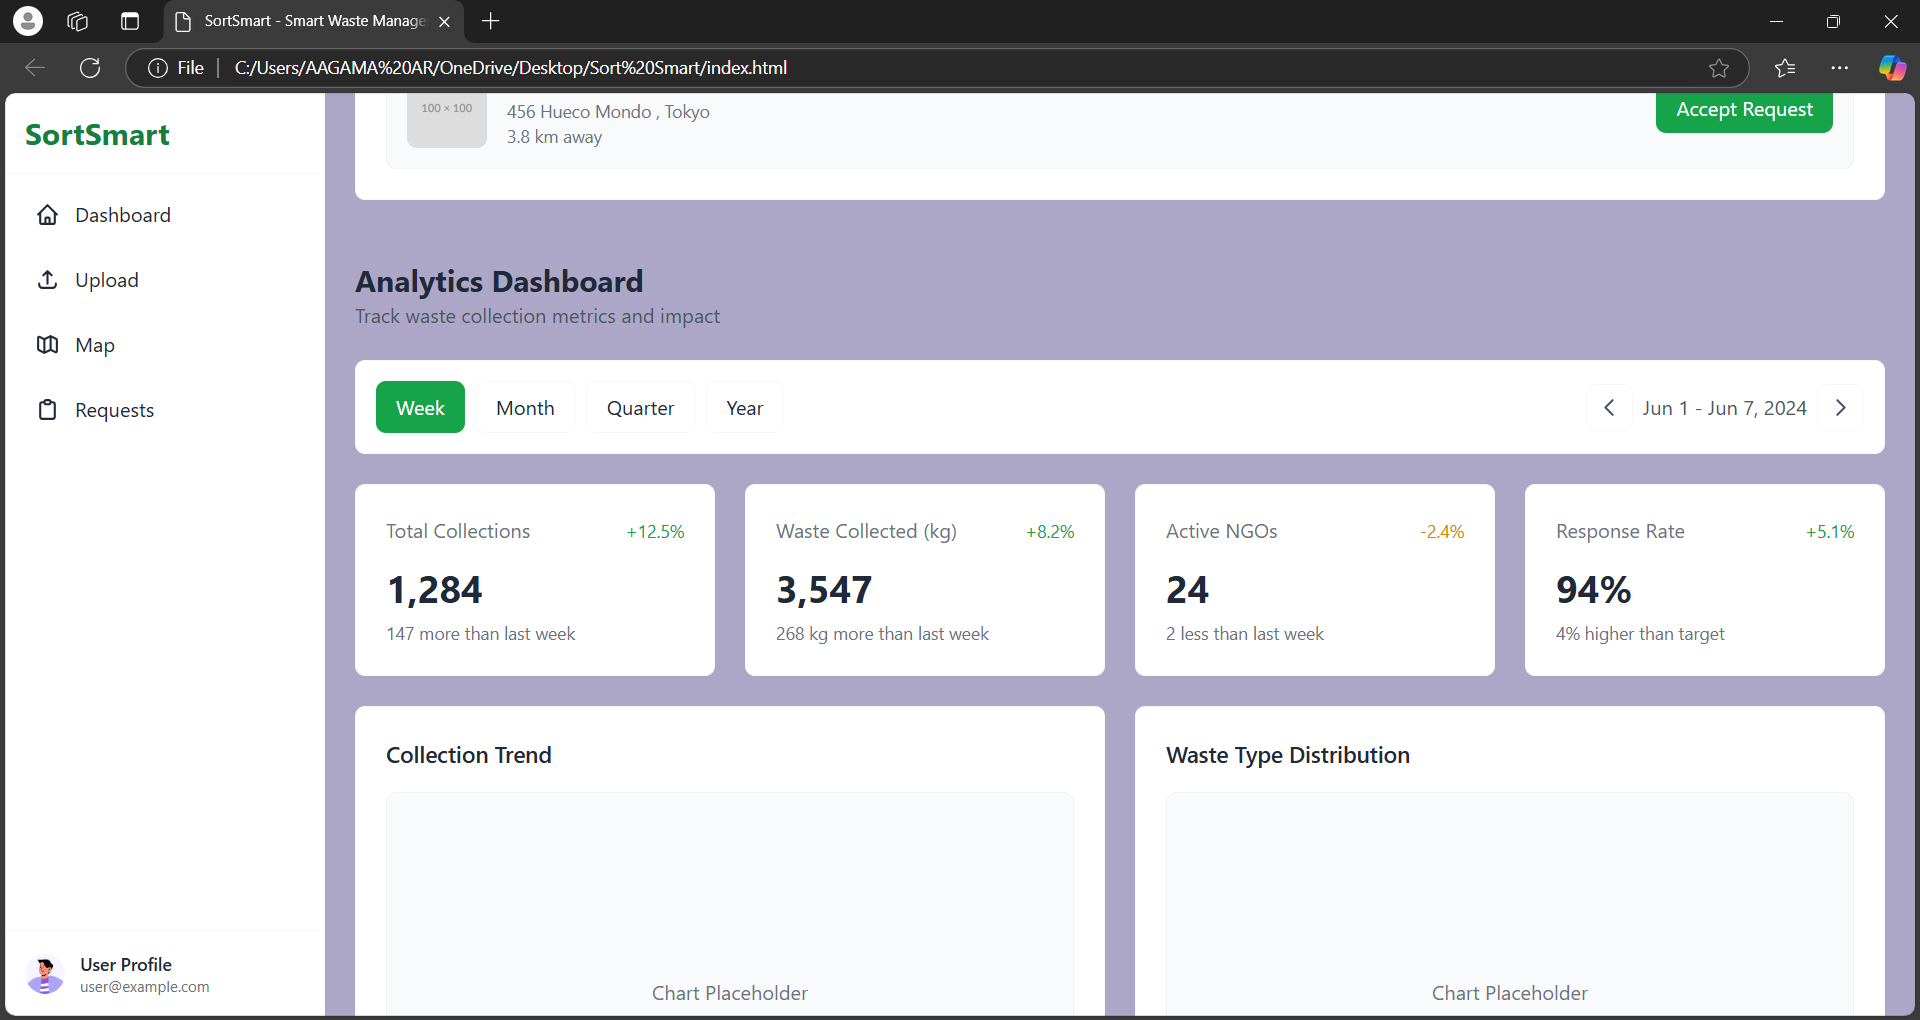 SortSmart - Smart Waste Manage
File
C:/Users/AAGAMA%20AR/OneDrive/Desktop/Sort%20Smart/index.html
SortSmart
Dashboard
Upload
Map
Requests
User Profile
user@example.com
100 × 100
456 Hueco Mondo , Tokyo
3.8 km away
Accept Request
Analytics Dashboard
Track waste collection metrics and impact
Week
Month
Quarter
Year
Jun 1 - Jun 7, 2024
Total Collections
+12.5%
1,284
147 more than last week
Waste Collected (kg)
+8.2%
3,547
268 kg more than last week
Active NGOs
-2.4%
24
2 less than last week
Response Rate
+5.1%
94%
4% higher than target
Collection Trend
Chart Placeholder
Waste Type Distribution
Chart Placeholder